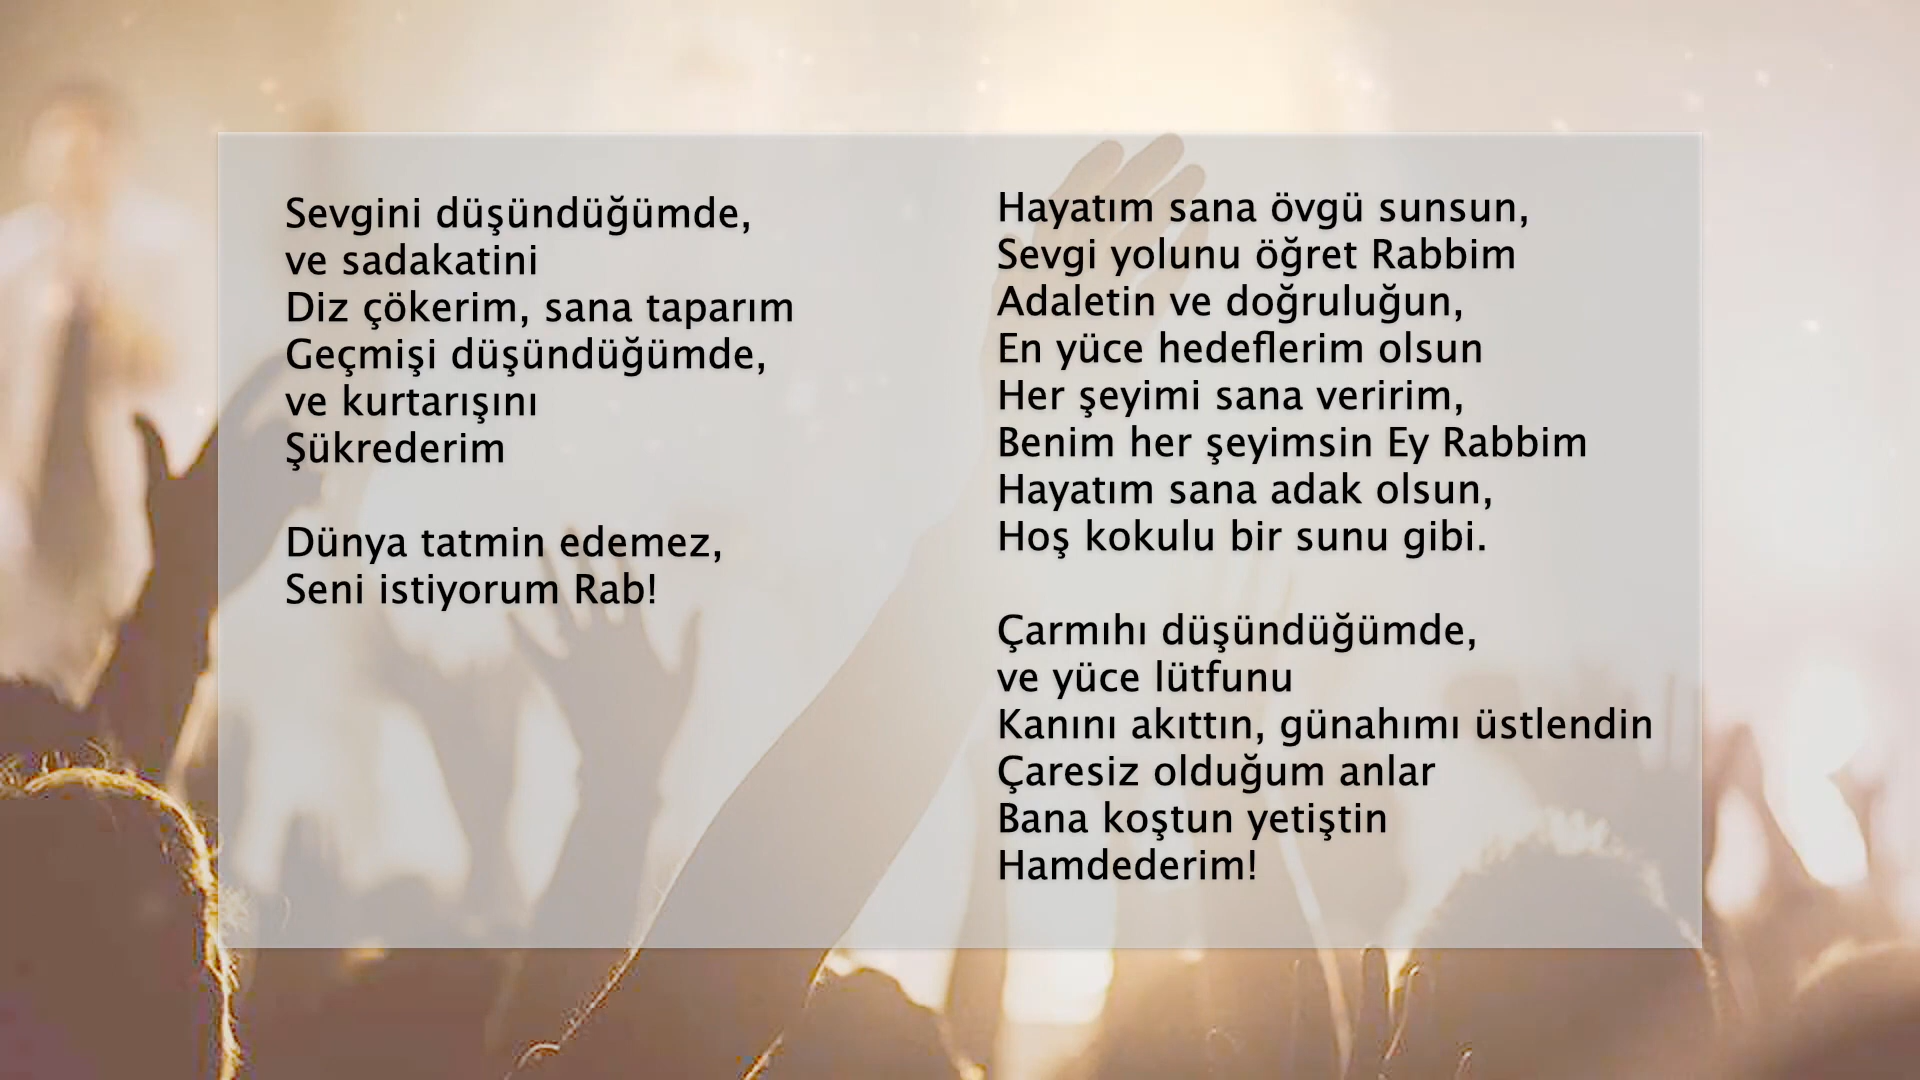 Sevgini düşündüğümde,
ve sadakatini
Diz çökerim, sana taparım
Geçmişi düşündüğümde,
ve kurtarışını
Şükrederim
Dünya tatmin edemez,
Seni istiyorum Rab!
Hayatım sana övgü sunsun,
Sevgi yolunu öğret Rabbim
Adaletin ve doğruluğun,
En yüce hedeflerim olsun
Her şeyimi sana veririm,
Benim her şeyimsin Ey Rabbim
Hayatım sana adak olsun,
Hoş kokulu bir sunu gibi.
Çarmıhı düşündüğümde,
ve yüce lütfunu
Kanını akıttın, günahımı üstlendin
Çaresiz olduğum anlar
Bana koştun yetiştin
Hamdederim!